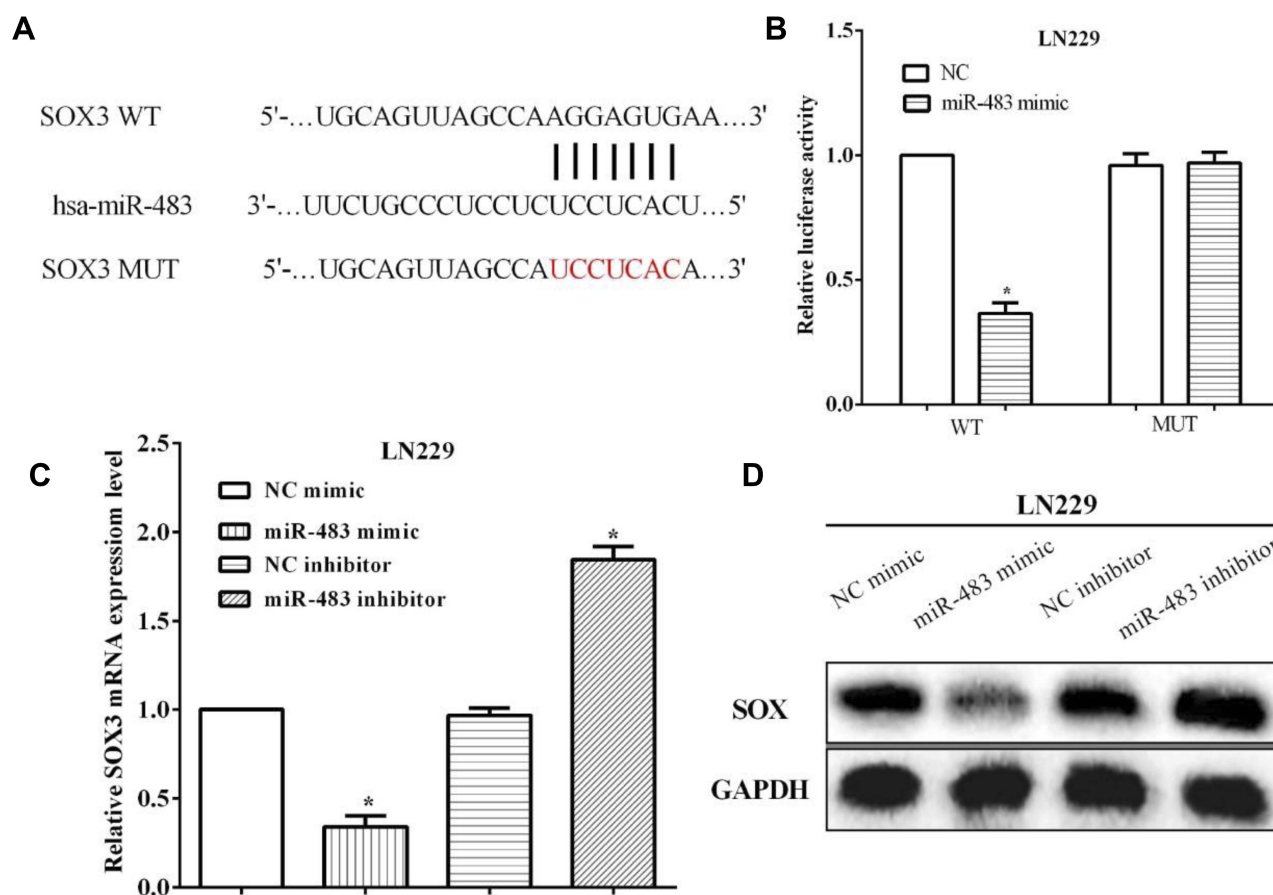 A
SOX3 WT 5'-...UGCAGUUAGCCAAGGAGUGAA...3'
hsa-miR-483 3'-...UUCUGCCCUCCUCUCCUCACU...5'
SOX3 MUT 5'-...UGCAGUUAGCCAUCCUCACA...3'
B
LN229
NC
miR-483 mimic
Relative luciferase activity
1.5
1.0
0.5
0.0
*
WT MUT
C
LN229
NC mimic
miR-483 mimic
NC inhibitor
miR-483 inhibitor
Relative SOX3 mRNA expression level
2.5
2.0
1.5
1.0
0.5
0.0
*
*
D
LN229
NC mimic
miR-483 mimic
NC inhibitor
miR-483 inhibitor
SOX
GAPDH